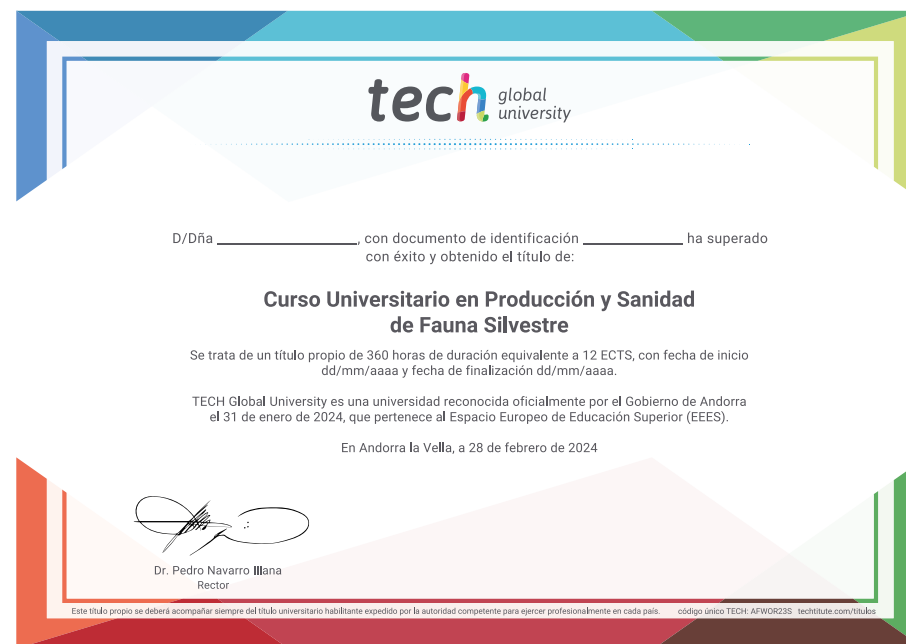 tech global
university
D/Dña ______________, con documento de identificación __________ ha superado
con éxito y obtenido el título de:
Curso Universitario en Producción y Sanidad
de Fauna Silvestre
Se trata de un título propio de 360 horas de duración equivalente a 12 ECTS, con fecha de inicio
dd/mm/aaaa y fecha de finalización dd/mm/aaaa.
TECH Global University es una universidad reconocida oficialmente por el Gobierno de Andorra
el 31 de enero de 2024, que pertenece al Espacio Europeo de Educación Superior (EEES).
En Andorra la Vella, a 28 de febrero de 2024
Dr. Pedro Navarro Illana
Rector
Este título propio se deberá acompañar siempre del título universitario habilitante expedido por la autoridad competente para ejercer profesionalmente en cada país. código único TECH: AFWOR23S techtitute.com/titulos